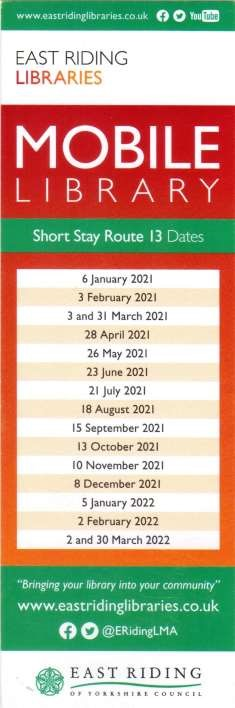 www.eastridinglibraries.co.uk You Tube
EAST RIDING
LIBRARIES
MOBILE
LIBRARY
Short Stay Route 13 Dates
6 January 2021
3 February 2021
3 and 31 March 2021
28 April 2021
26 May 2021
23 June 2021
21 July 2021
18 August 2021
15 September 2021
13 October 2021
10 November 2021
8 December 2021
5 January 2022
2 February 2022
2 and 30 March 2022
“Bringing your library into your community”
www.eastridinglibraries.co.uk
@ERidingLMA
EAST RIDING
OF YORKSHIRE COUNCIL